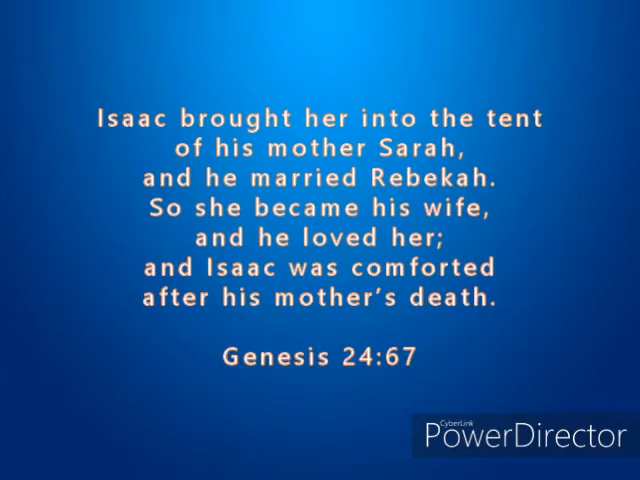 Isaac brought her into the tent
of his mother Sarah,
and he married Rebekah.
So she became his wife,
and he loved her;
and Isaac was comforted
after his mother’s death.
Genesis 24:67
CyberLink
PowerDirector